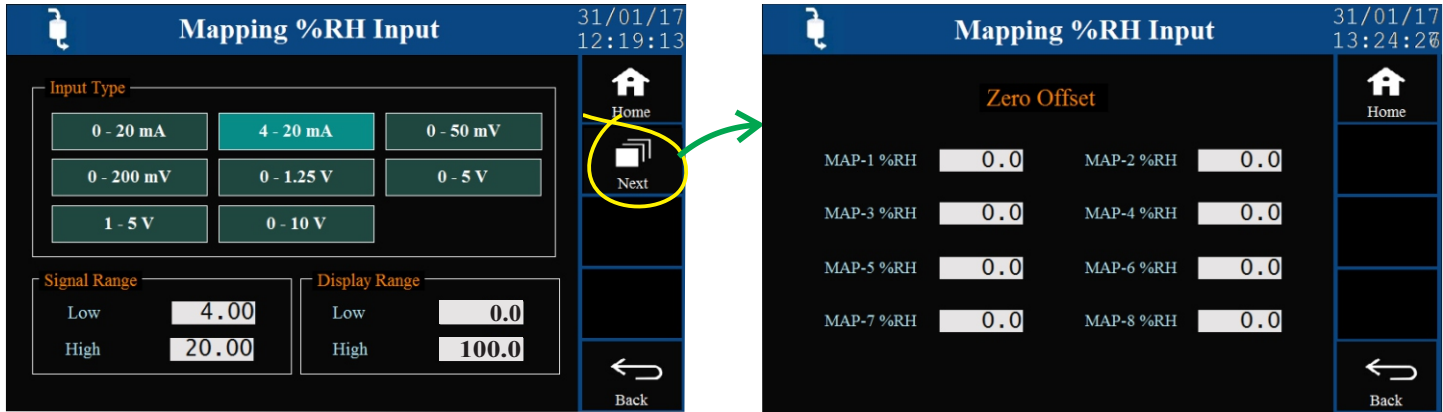 Mapping %RH Input
31/01/17
12:19:13
Input Type
0 - 20 mA 4 - 20 mA 0 - 50 mV
0 - 200 mV 0 - 1.25 V 0 - 5 V
1 - 5 V 0 - 10 V
Signal Range
Low 4.00
High 20.00
Display Range
Low 0.0
High 100.0
Home
Next
Back
Mapping %RH Input
31/01/17
Zero Offset
MAP-1 %RH 0.0 MAP-2 %RH 0.0
MAP-3 %RH 0.0 MAP-4 %RH 0.0
MAP-5 %RH 0.0 MAP-6 %RH 0.0
MAP-7 %RH 0.0 MAP-8 %RH 0.0
Home
Back